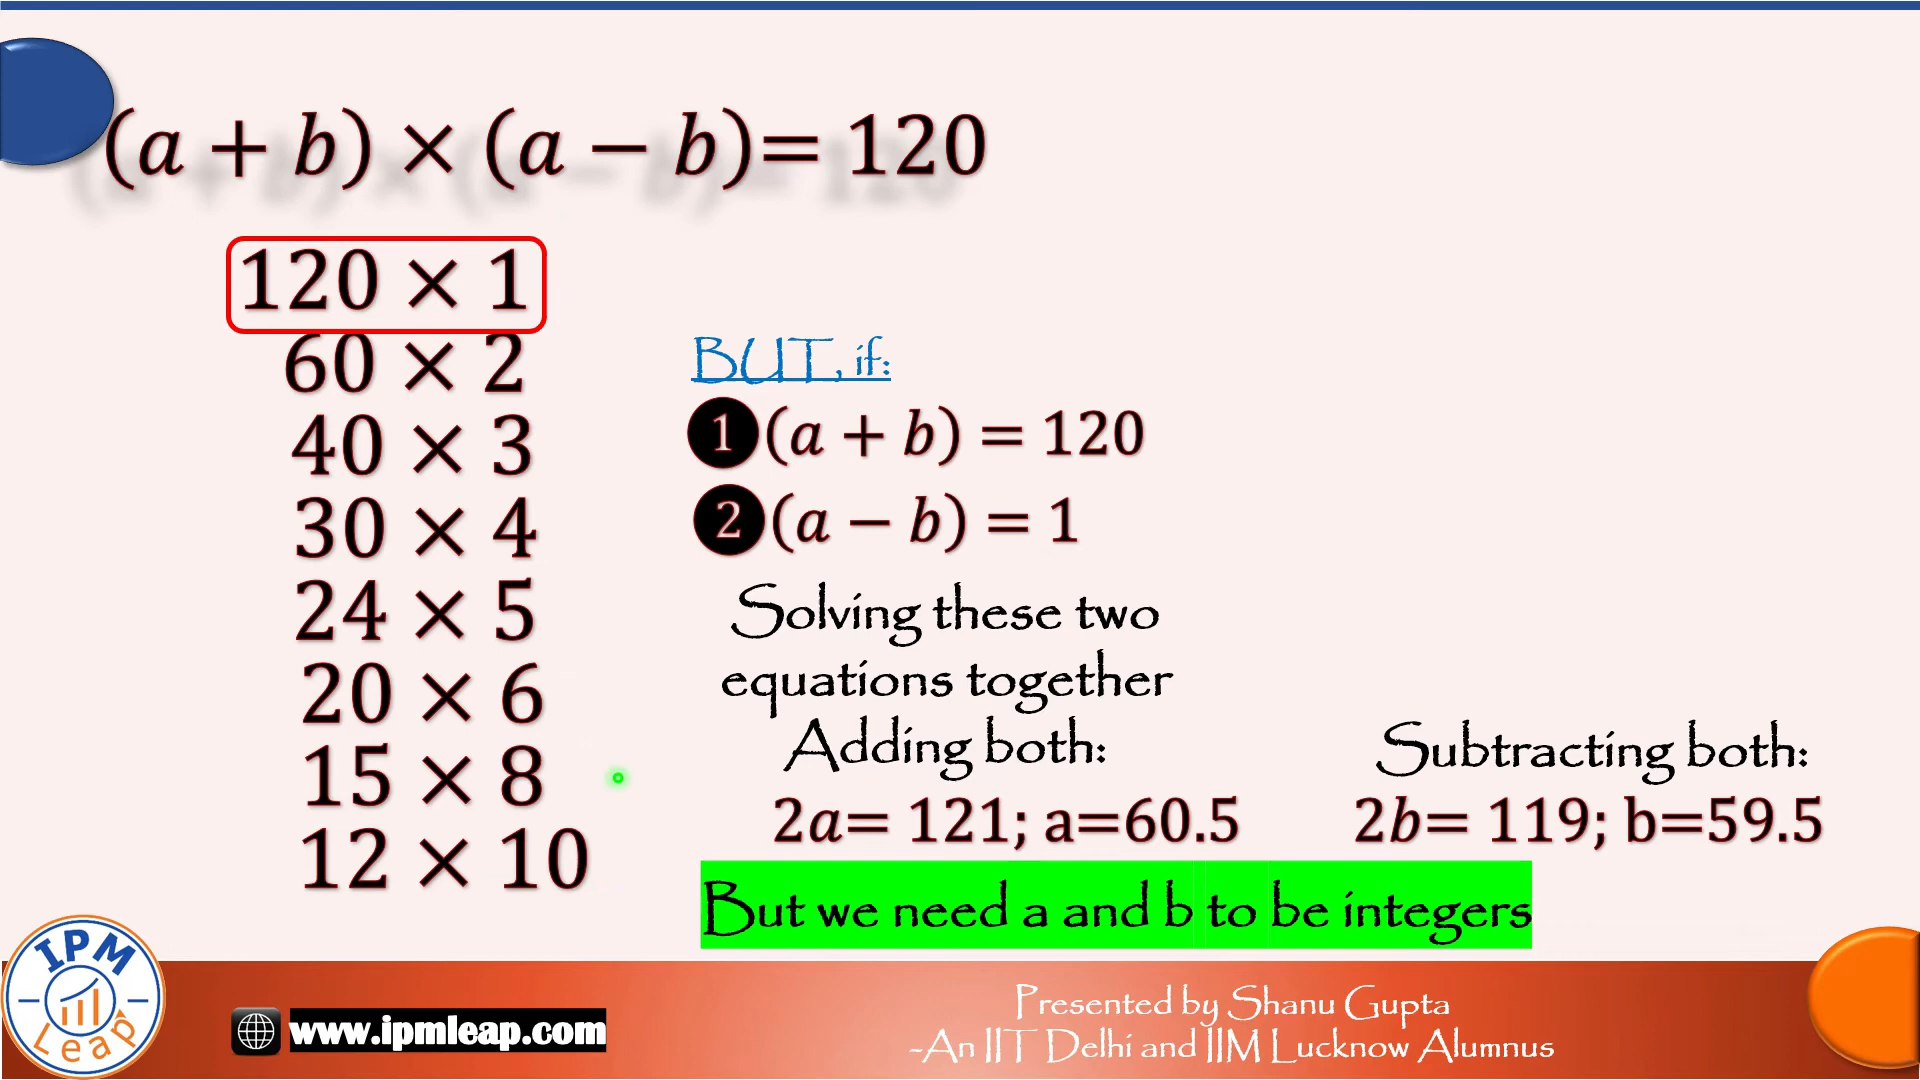 (a + b) × (a − b)= 120
120 × 1
60 × 2
40 × 3
30 × 4
24 × 5
20 × 6
15 × 8
12 × 10
BUT, if:
❶(a + b) = 120
❷(a − b) = 1
Solving these two
equations together
Adding both:
2a= 121; a=60.5
Subtracting both:
2b= 119; b=59.5
But we need a and b to be integers
IPM
Leap
www.ipmleap.com
Presented by Shanu Gupta
-An IIT Delhi and IIM Lucknow Alumnus